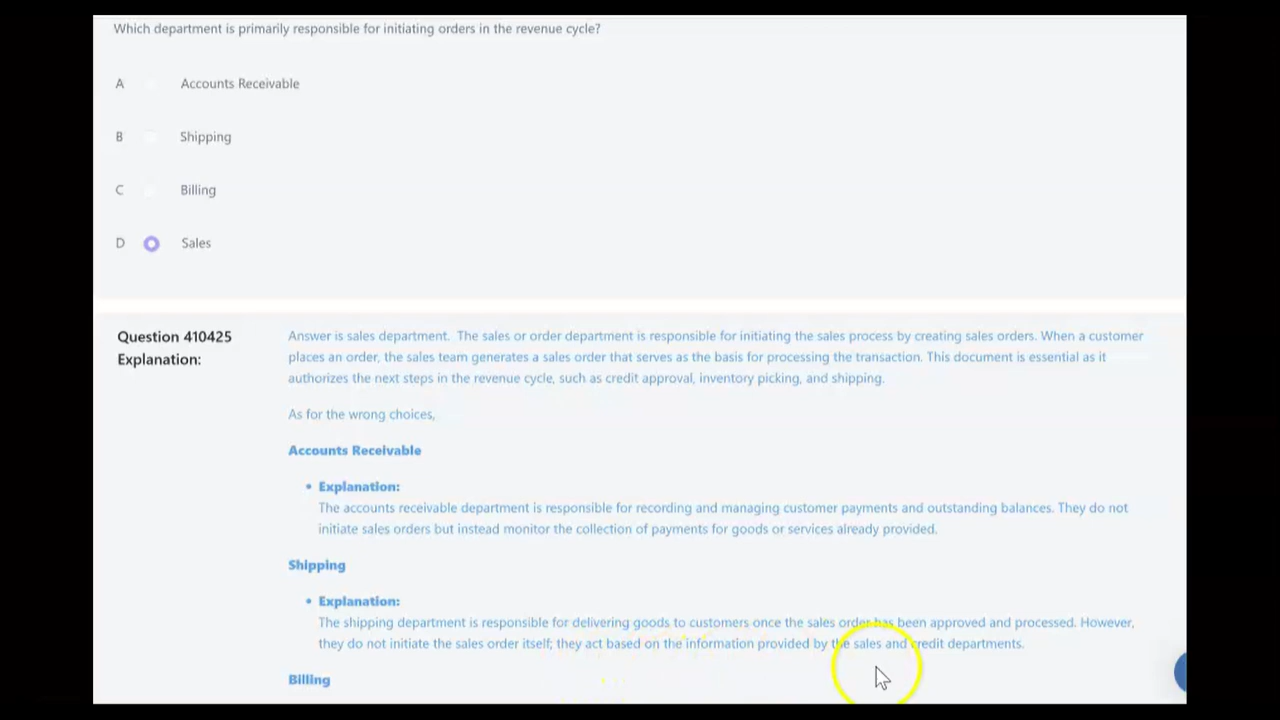 Which department is primarily responsible for initiating orders in the revenue cycle?
A Accounts Receivable
B Shipping
C Billing
D Sales
Question 410425
Explanation:
Answer is sales department. The sales or order department is responsible for initiating the sales process by creating sales orders. When a customer
places an order, the sales team generates a sales order that serves as the basis for processing the transaction. This document is essential as it
authorizes the next steps in the revenue cycle, such as credit approval, inventory picking, and shipping.
As for the wrong choices,
Accounts Receivable
• Explanation:
The accounts receivable department is responsible for recording and managing customer payments and outstanding balances. They do not
initiate sales orders but instead monitor the collection of payments for goods or services already provided.
Shipping
• Explanation:
The shipping department is responsible for delivering goods to customers once the sales order has been approved and processed. However,
they do not initiate the sales order itself; they act based on the information provided by the sales and credit departments.
Billing